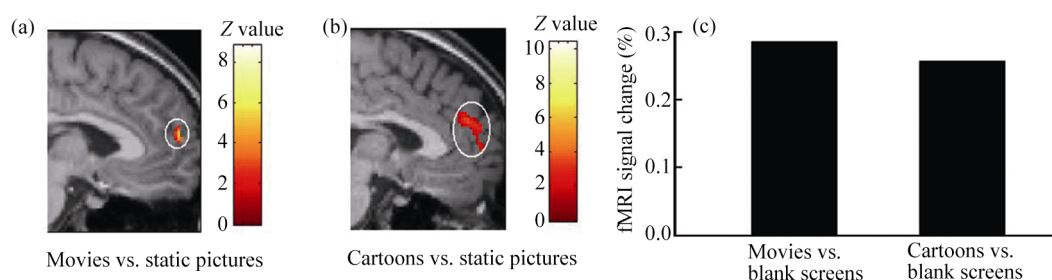 (a)
Z value
8
6
4
2
0
Movies vs. static pictures
(b)
Z value
10
8
6
4
2
0
Cartoons vs. static pictures
(c)
fMRI signal change (%)
0.3
0.2
0.1
0.0
Movies vs.
blank screens
Cartoons vs.
blank screens